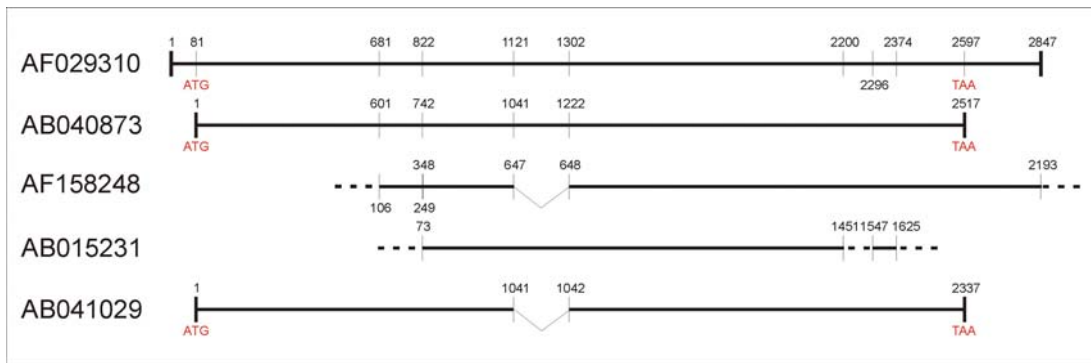 1 81 681 822 1121 1302 2200 2374 2597 2847
AF029310
ATG 2296 TAA
1 601 742 1041 1222 2517
AB040873
ATG TAA
348 647 648 2193
AF158248
106 249
73 1451 1547 1625
AB015231
1 1041 1042 2337
AB041029
ATG TAA